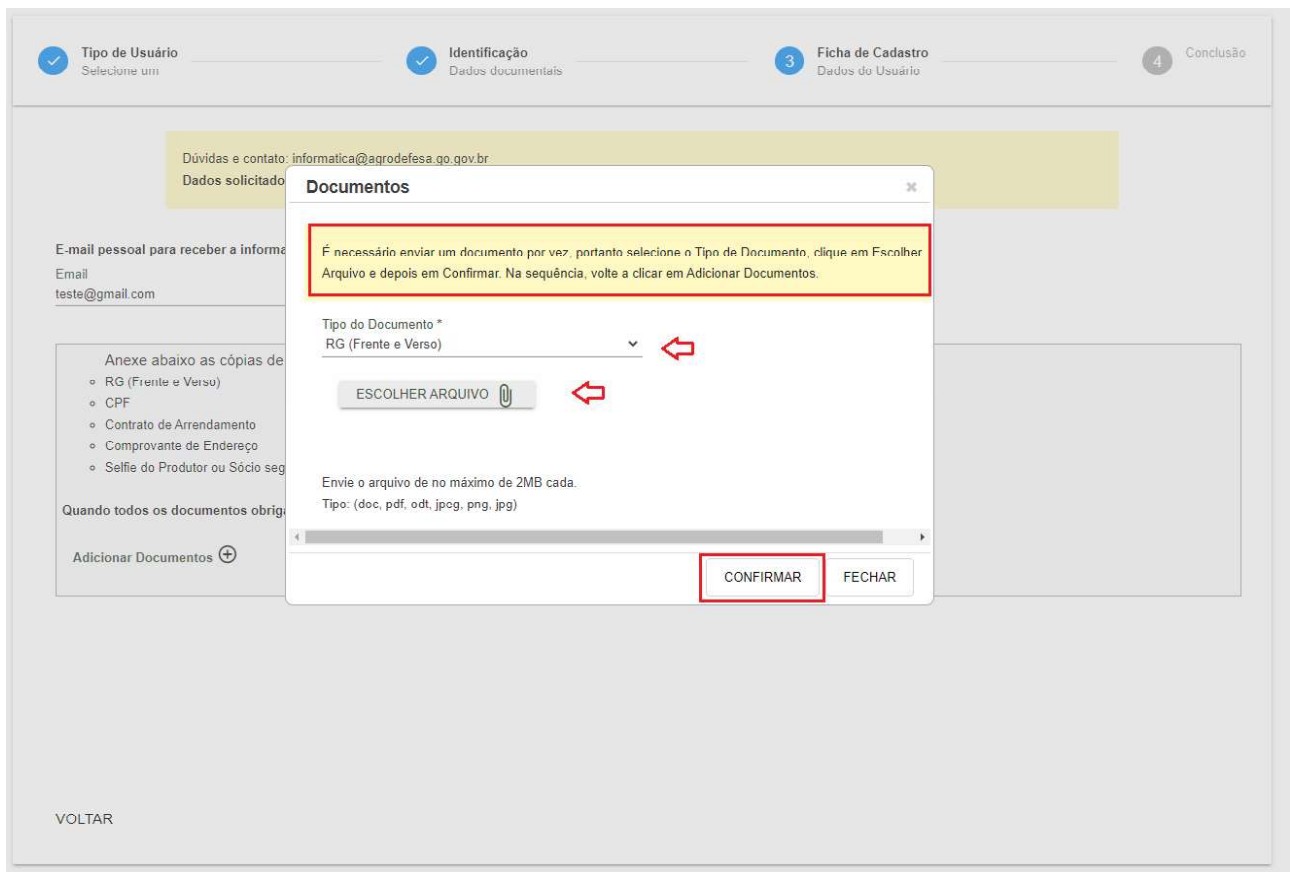 Tipo de Usuário
Selecione um
Identificação
Dados documentais
3
Ficha de Cadastro
Dados do Usuário
4
Conclusão
Dúvidas e contato: informatica@agrodefesa.go.gov.br
Dados solicitado
Documentos
É necessário enviar um documento por vez, portanto selecione o Tipo de Documento, clique em Escolher
Arquivo e depois em Confirmar. Na sequência, volte a clicar em Adicionar Documentos.
E-mail pessoal para receber a informa
Email
teste@gmail.com
Tipo do Documento *
RG (Frente e Verso)
ESCOLHER ARQUIVO
Anexe abaixo as cópias de
RG (Frente e Verso)
CPF
Contrato de Arrendamento
Comprovante de Endereço
Selfie do Produtor ou Sócio seg
Envie o arquivo de no máximo de 2MB cada.
Tipo: (doc, pdf, odt, jpeg, png, jpg)
Quando todos os documentos obriga
Adicionar Documentos
CONFIRMAR
FECHAR
VOLTAR